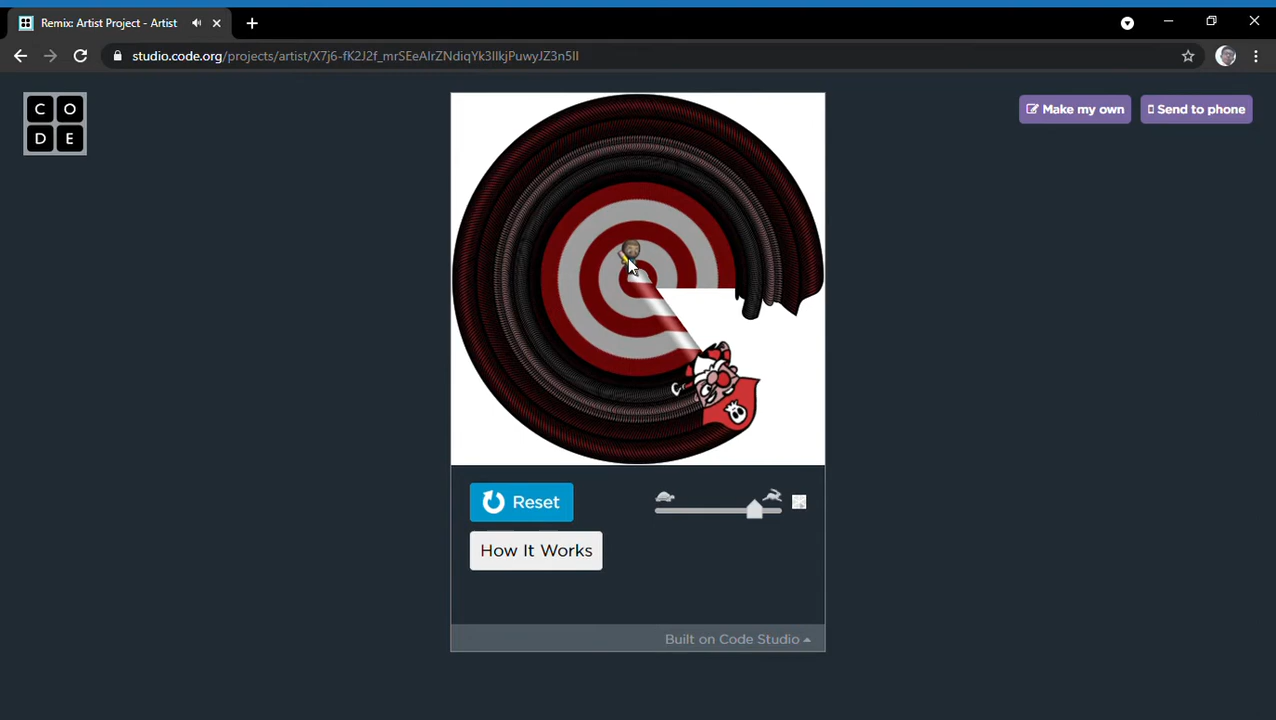 Remix: Artist Project - Artist
studio.code.org/projects/artist/X7j6-fK2J2f_mrSEeAIrZNdiqYk3IIkjPuwyJZ3n5lI
C O
D E
Make my own
Send to phone
Reset
How It Works
Built on Code Studio